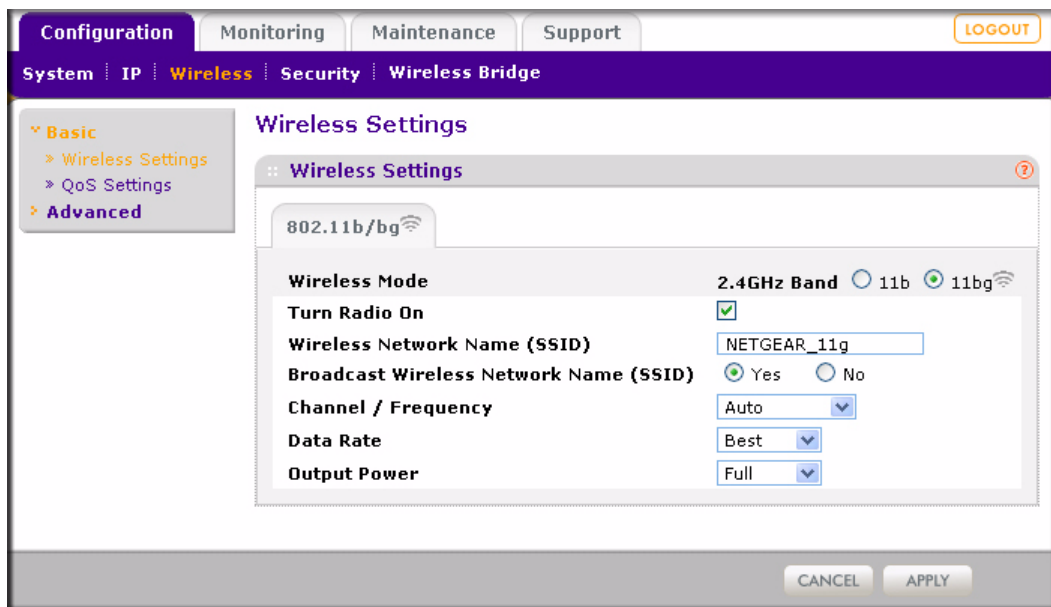 Configuration Monitoring Maintenance Support LOGOUT
System IP Wireless Security Wireless Bridge
Basic
» Wireless Settings
» QoS Settings
Advanced
Wireless Settings
:: Wireless Settings ?
802.11b/bg
Wireless Mode 2.4GHz Band 11b 11bg
Turn Radio On
Wireless Network Name (SSID) NETGEAR_11g
Broadcast Wireless Network Name (SSID) Yes No
Channel / Frequency Auto
Data Rate Best
Output Power Full
CANCEL APPLY